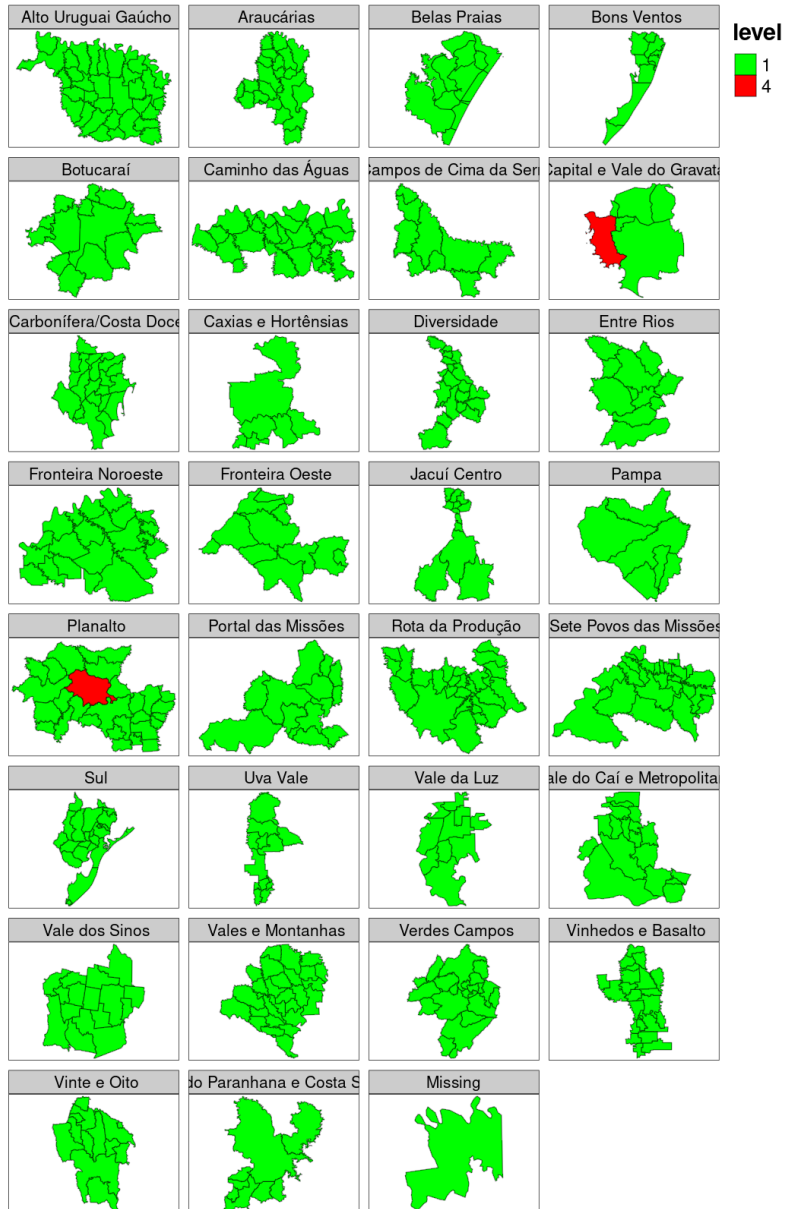 Alto Uruguai Gaúcho
Araucárias
Belas Praias
Bons Ventos
level
1
4
Botucaraí
Caminho das Águas
Campos de Cima da Serr
Capital e Vale do Gravata
Carbonífera/Costa Doce
Caxias e Hortênsias
Diversidade
Entre Rios
Fronteira Noroeste
Fronteira Oeste
Jacuí Centro
Pampa
Planalto
Portal das Missões
Rota da Produção
Sete Povos das Missões
Sul
Uva Vale
Vale da Luz
ale do Caí e Metropolita
Vale dos Sinos
Vales e Montanhas
Verdes Campos
Vinhedos e Basalto
Vinte e Oito
do Paranhana e Costa S
Missing